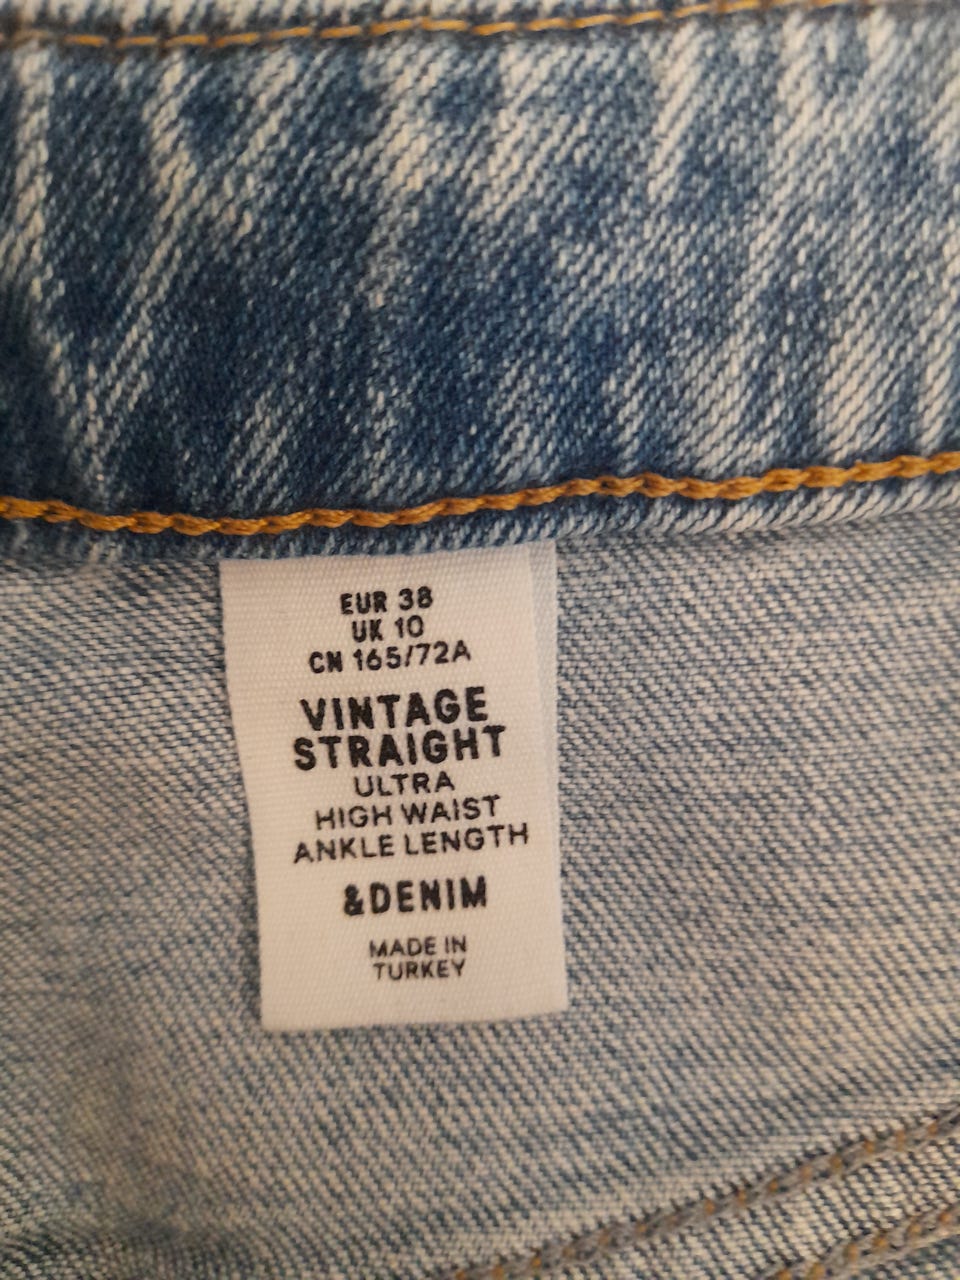 EUR 38
UK 10
CN 165/72A
VINTAGE
STRAIGHT
ULTRA
HIGH WAIST
ANKLE LENGTH
&DENIM
MADE IN
TURKEY